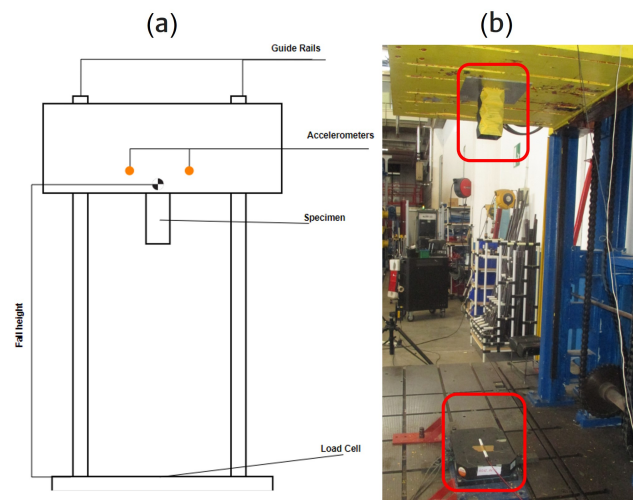 (a)
(b)
Guide Rails
Accelerometers
Specimen
Fall height
Load Cell